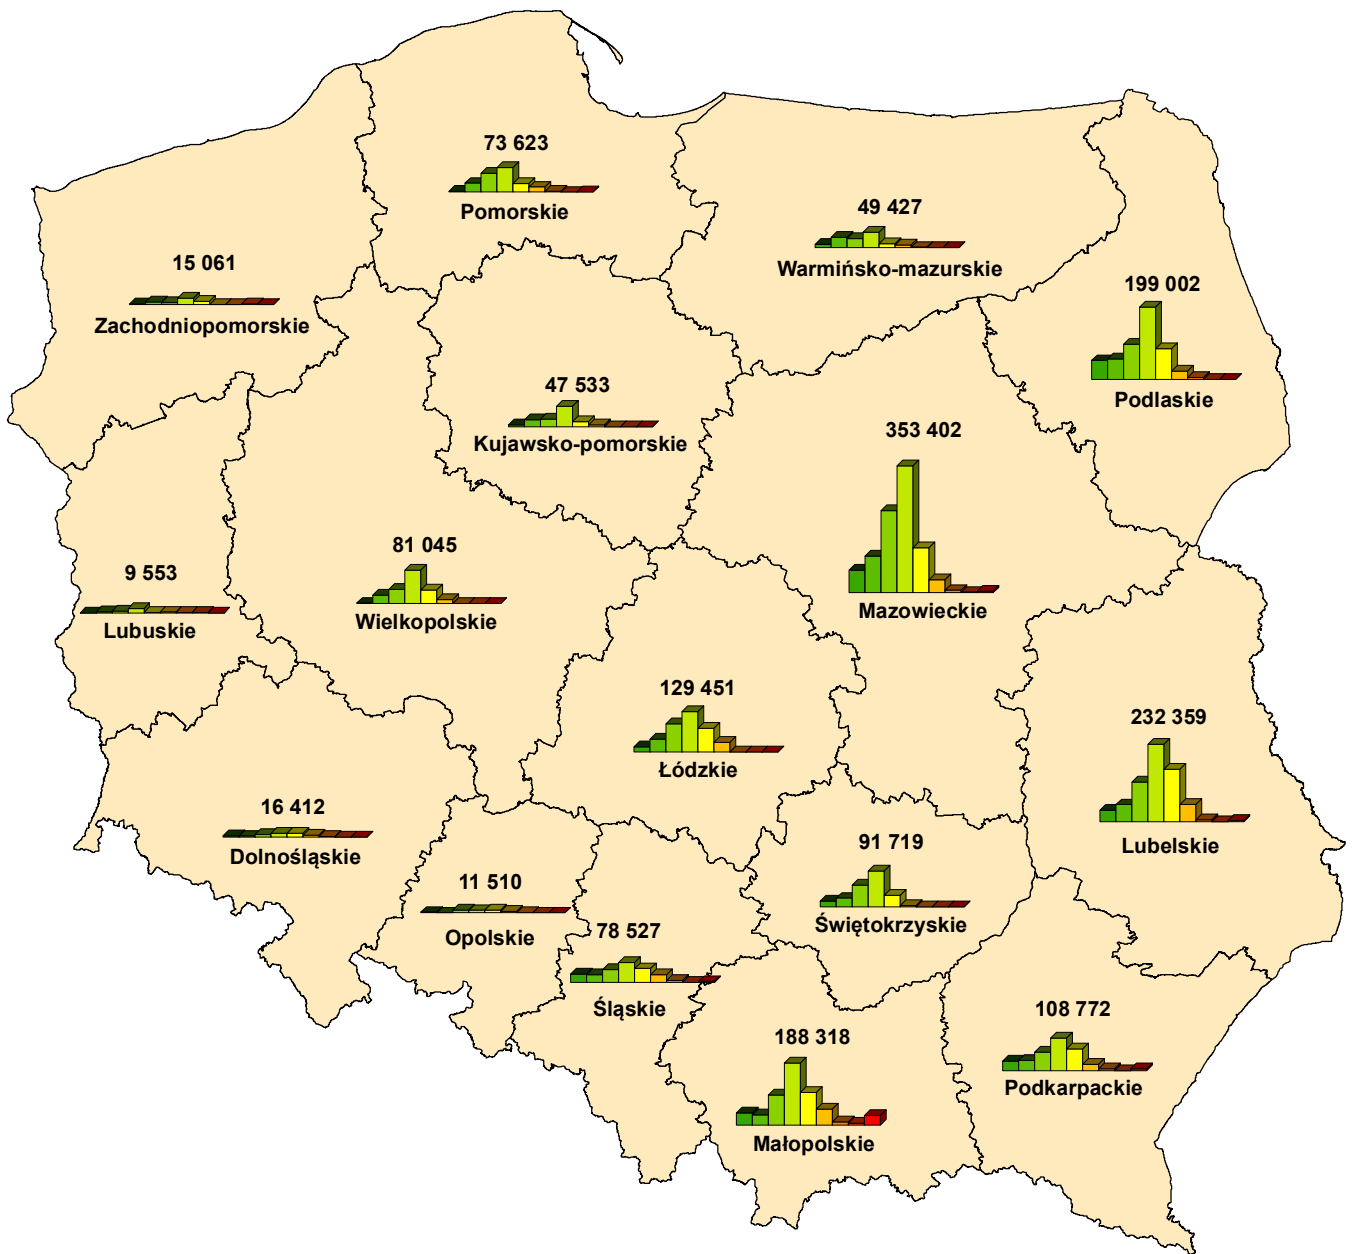 73 623
Pomorskie
49 427
Warmińsko-mazurskie
15 061
Zachodniopomorskie
199 002
Podlaskie
47 533
Kujawsko-pomorskie
353 402
Mazowieckie
9 553
Lubuskie
81 045
Wielkopolskie
129 451
Łódzkie
232 359
Lubelskie
16 412
Dolnośląskie
11 510
Opolskie
91 719
Świętokrzyskie
78 527
Śląskie
188 318
Małopolskie
108 772
Podkarpackie